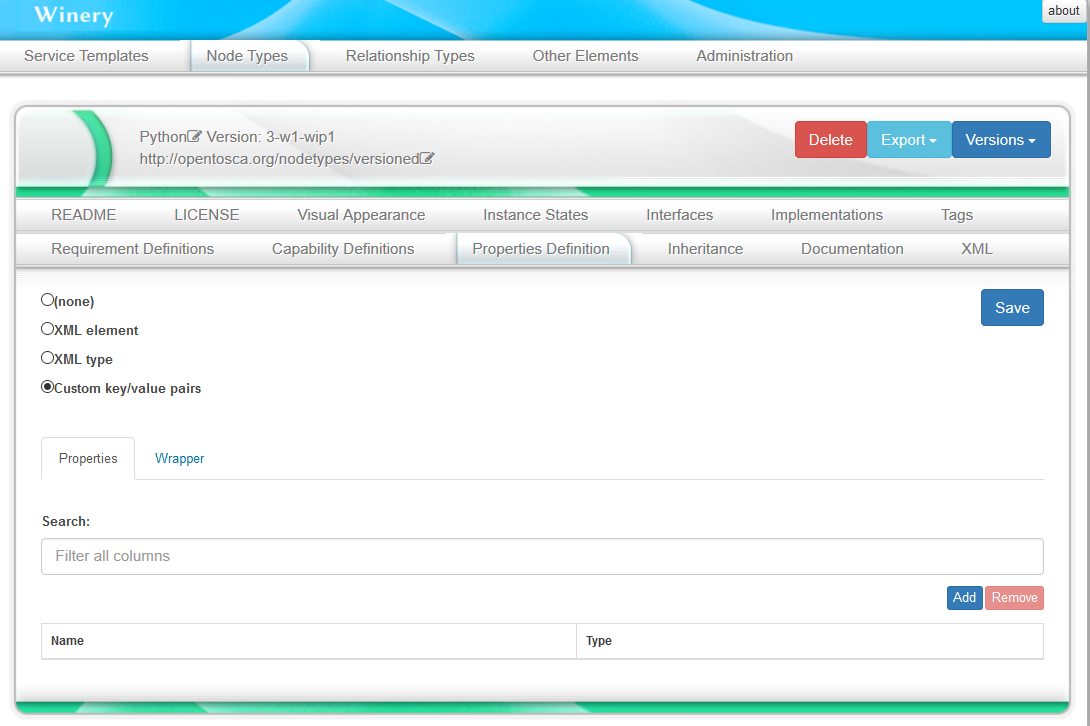 Winery
about
Service Templates Node Types Relationship Types Other Elements Administration
Python Version: 3-w1-wip1
http://opentosca.org/nodetypes/versioned
Delete Export Versions
README LICENSE Visual Appearance Instance States Interfaces Implementations Tags
Requirement Definitions Capability Definitions Properties Definition Inheritance Documentation XML
(none)
Save
XML element
XML type
Custom key/value pairs
Properties Wrapper
Search:
Filter all columns
Add Remove
Name Type